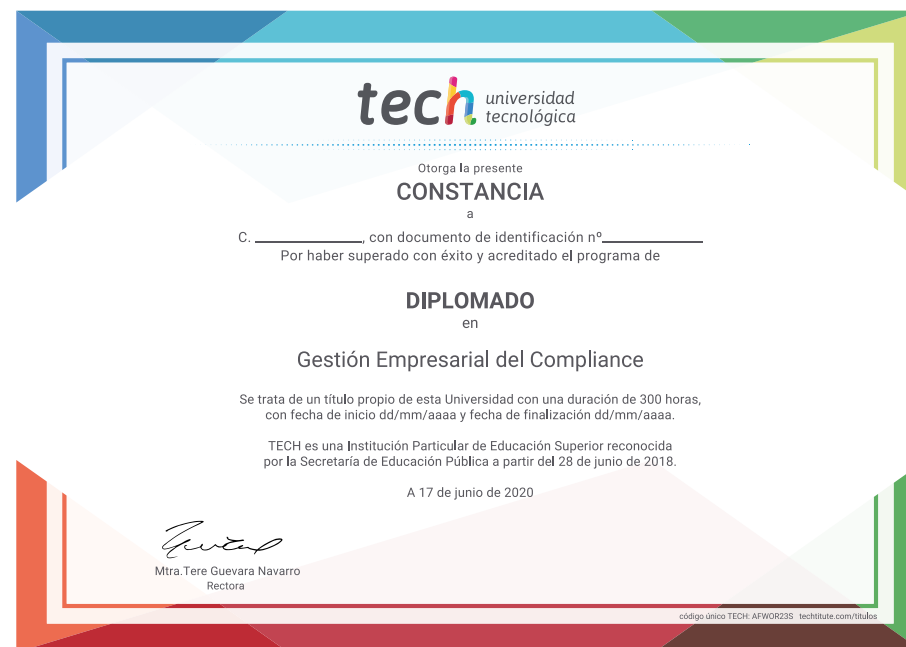 tech universidad
tecnológica
Otorga la presente
CONSTANCIA
a
C. ______________, con documento de identificación nº_____________
Por haber superado con éxito y acreditado el programa de
DIPLOMADO
en
Gestión Empresarial del Compliance
Se trata de un título propio de esta Universidad con una duración de 300 horas,
con fecha de inicio dd/mm/aaaa y fecha de finalización dd/mm/aaaa.
TECH es una Institución Particular de Educación Superior reconocida
por la Secretaría de Educación Pública a partir del 28 de junio de 2018.
A 17 de junio de 2020
Mtra.Tere Guevara Navarro
Rectora
código único TECH: AFWOR23S techtitute.com/titulos